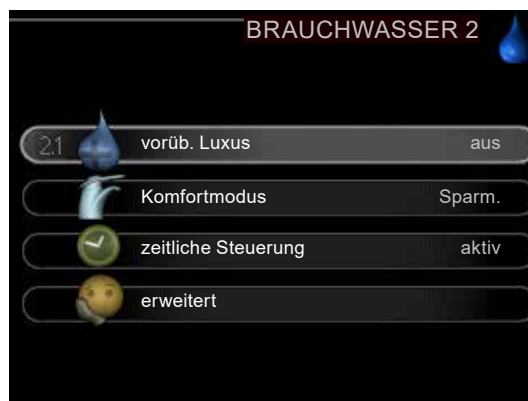 BRAUCHWASSER 2
2.1 vorüb. Luxus aus
Komfortmodus Sparm.
zeitliche Steuerung aktiv
erweitert